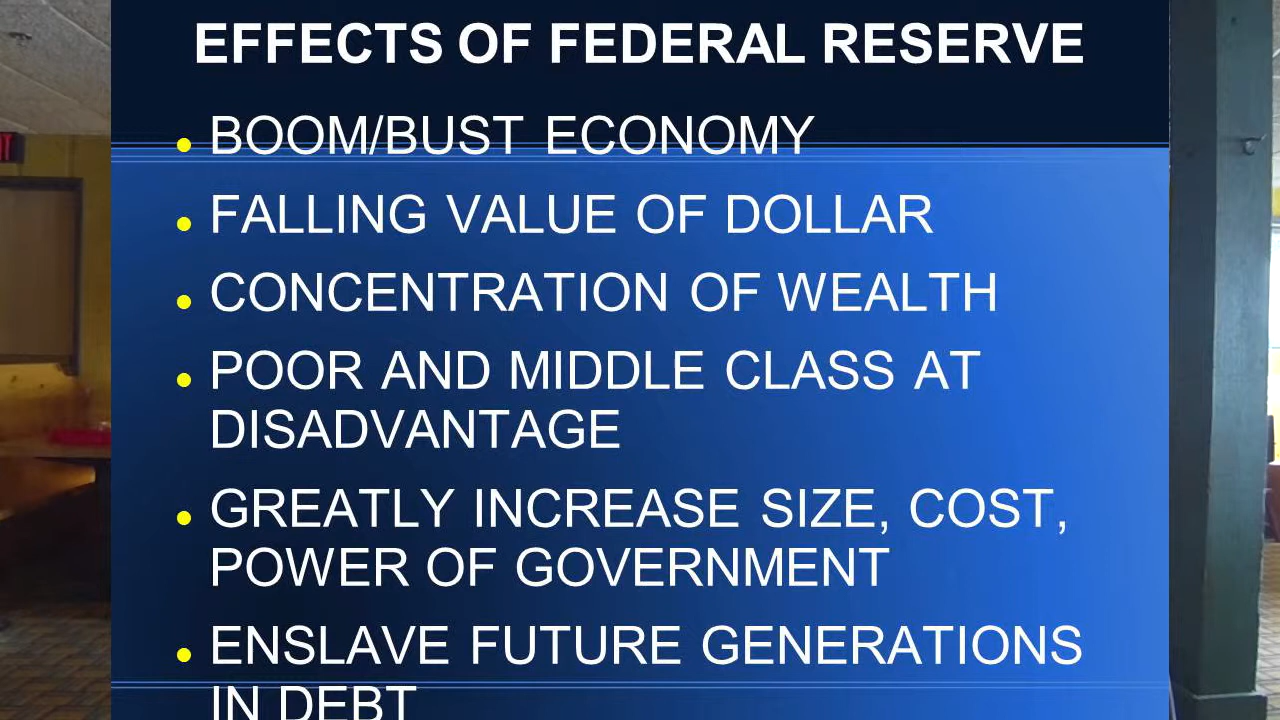 EFFECTS OF FEDERAL RESERVE
BOOM/BUST ECONOMY
FALLING VALUE OF DOLLAR
CONCENTRATION OF WEALTH
POOR AND MIDDLE CLASS AT
DISADVANTAGE
GREATLY INCREASE SIZE, COST,
POWER OF GOVERNMENT
ENSLAVE FUTURE GENERATIONS
IN DEBT